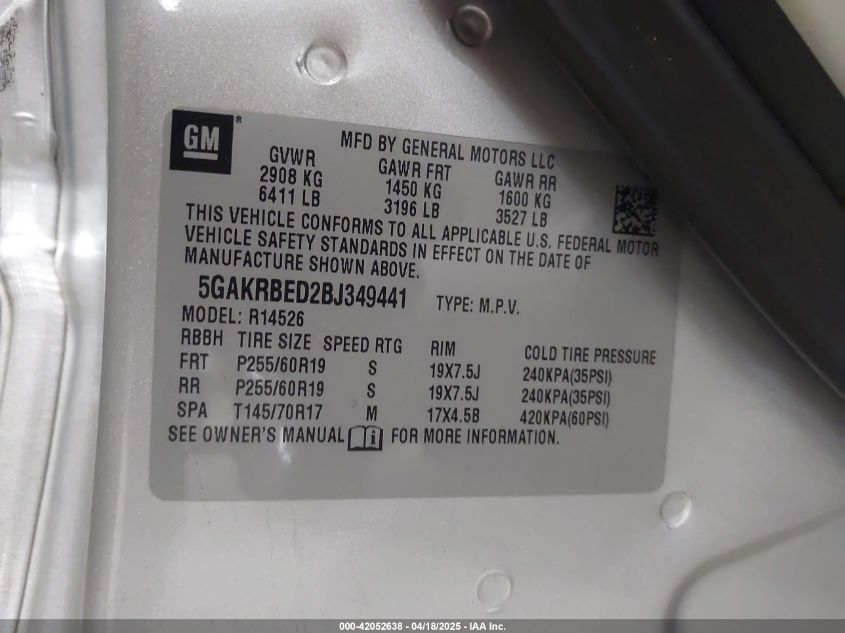 GM®
MFD BY GENERAL MOTORS LLC
GVWR GAWR FRT GAWR RR
2908 KG 1450 KG 1600 KG
6411 LB 3196 LB 3527 LB
THIS VEHICLE CONFORMS TO ALL APPLICABLE U.S. FEDERAL MOTOR
VEHICLE SAFETY STANDARDS IN EFFECT ON THE DATE OF
MANUFACTURE SHOWN ABOVE.
5GAKRBED2BJ349441 TYPE: M.P.V.
MODEL: R14526
RBBH TIRE SIZE SPEED RTG RIM COLD TIRE PRESSURE
FRT P255/60R19 S 19X7.5J 240KPA(35PSI)
RR P255/60R19 S 19X7.5J 240KPA(35PSI)
SPA T145/70R17 M 17X4.5B 420KPA(60PSI)
SEE OWNER'S MANUAL FOR MORE INFORMATION.
000-42052638 - 04/18/2025 - IAA Inc.